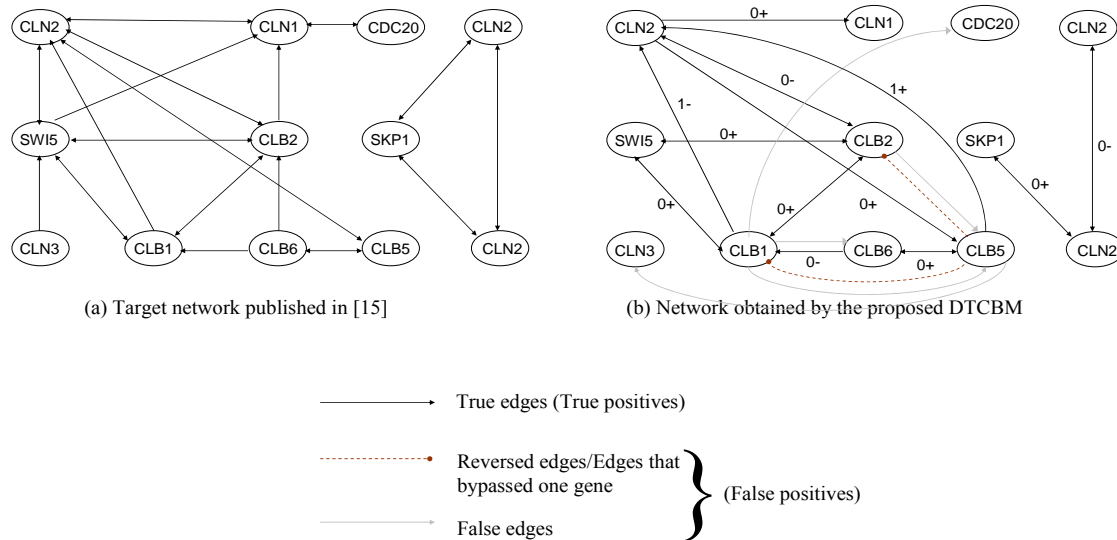 CLN2
CLN1
CDC20
CLN2
SWI5
CLB2
SKP1
CLN3
CLB1
CLB6
CLB5
CLN2
(a) Target network published in [15]
CLN2
0+
CLN1
CDC20
CLN2
0-
1+
1-
SWI5
0+
CLB2
SKP1
0-
0+
0+
0+
0+
CLN3
CLB1
0-
CLB6
0+
CLB5
CLN2
(b) Network obtained by the proposed DTCBM
True edges (True positives)
Reversed edges/Edges that
bypassed one gene
} (False positives)
False edges